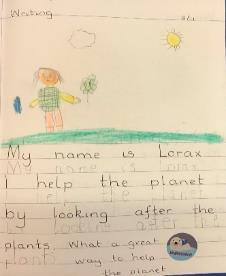 Writing
My name is Lorax
My name is Lorax
I help the planet
help the planet
by looking after the
looking after the
plants. What a great
plants way to help
the planet